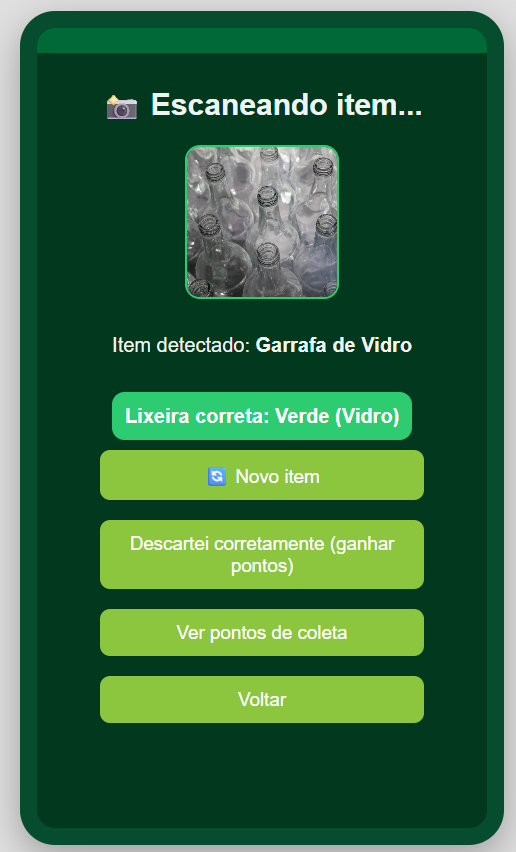 Escaneando item...
Item detectado: Garrafa de Vidro
Lixeira correta: Verde (Vidro)
Novo item
Descartei corretamente (ganhar
pontos)
Ver pontos de coleta
Voltar